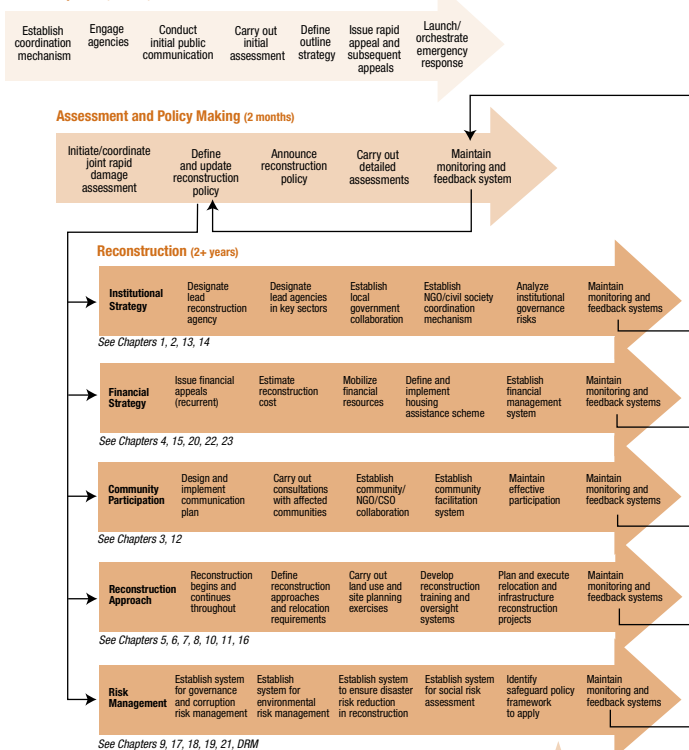 Establish
coordination
mechanism
Engage
agencies
Conduct
initial public
communication
Carry out
initial
assessment
Define
outline
strategy
Issue rapid
appeal and
subsequent
appeals
Launch/
orchestrate
emergency
response
Assessment and Policy Making (2 months)
Initiate/coordinate
joint rapid
damage
assessment
Define
and update
reconstruction
policy
Announce
reconstruction
policy
Carry out
detailed
assessments
Maintain
monitoring and
feedback system
Reconstruction (2+ years)
Institutional
Strategy
Designate
lead
reconstruction
agency
Designate
lead agencies
in key sectors
Establish
local
government
collaboration
Establish
NGO/civil society
coordination
mechanism
Analyze
institutional
governance
risks
Maintain
monitoring and
feedback systems
See Chapters 1, 2, 13, 14
Financial
Strategy
Issue financial
appeals
(recurrent)
Estimate
reconstruction
cost
Mobilize
financial
resources
Define and
implement
housing
assistance scheme
Establish
financial
management
system
Maintain
monitoring and
feedback systems
See Chapters 4, 15, 20, 22, 23
Community
Participation
Design and
implement
communication
plan
Carry out
consultations
with affected
communities
Establish
community/
NGO/CSO
collaboration
Establish
community
facilitation
system
Maintain
effective
participation
Maintain
monitoring and
feedback systems
See Chapters 3, 12
Reconstruction
Approach
Reconstruction
begins and
continues
throughout
Define
reconstruction
approaches
and relocation
requirements
Carry out
land use and
site planning
exercises
Develop
reconstruction
training and
oversight
systems
Plan and execute
relocation and
infrastructure
reconstruction
projects
Maintain
monitoring and
feedback systems
See Chapters 5, 6, 7, 8, 10, 11, 16
Risk
Management
Establish system
for governance
and corruption
risk management
Establish
system for
environmental
risk management
Establish system
to ensure disaster
risk reduction
in reconstruction
Establish system
for social risk
assessment
Identify
safeguard policy
framework
to apply
Maintain
monitoring and
feedback systems
See Chapters 9, 17, 18, 19, 21, DRM